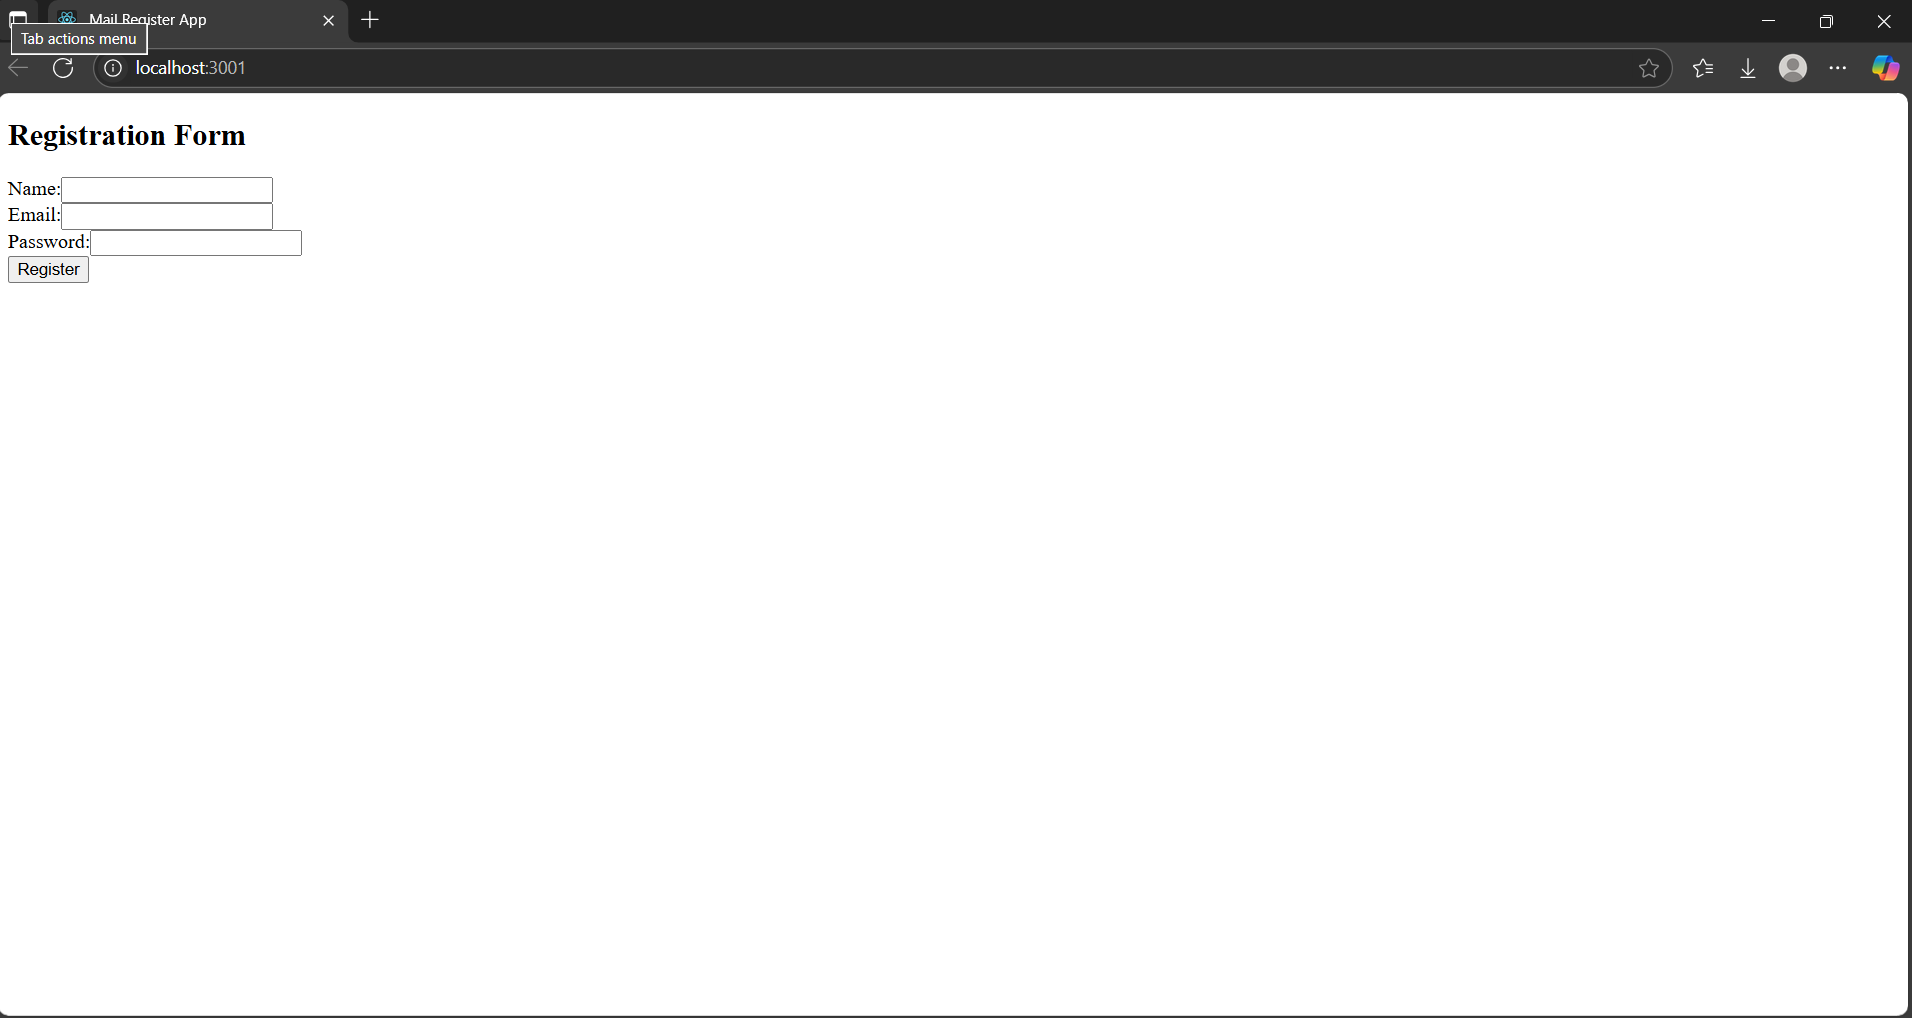 Mail Register App
Tab actions menu
localhost:3001
Registration Form
Name:
Email:
Password:
Register